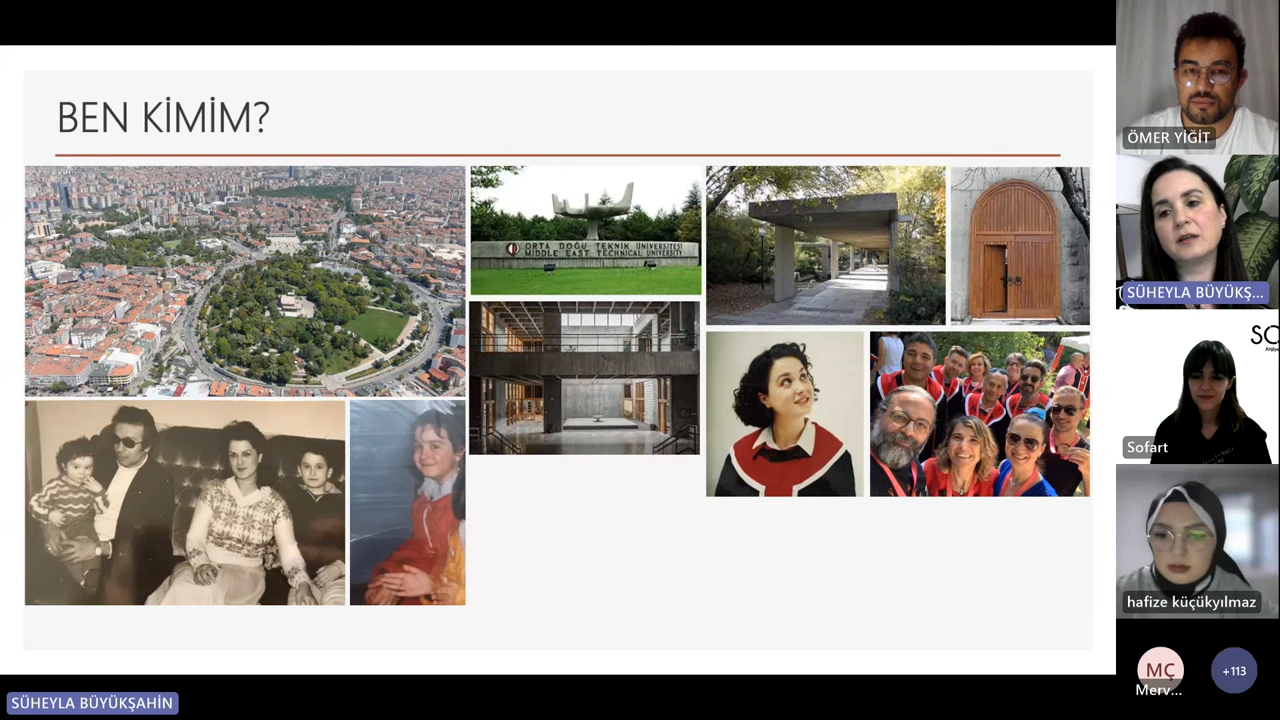 BEN KİMİM?
ORTA DOĞU TEKNİK ÜNİVERSİTESİ
MIDDLE EAST TECHNICAL UNIVERSITY
ÖMER YİĞİT
SÜHEYLA BÜYÜKŞ...
Sofart
hafize küçükyılmaz
MÇ
+113
Merv...
SÜHEYLA BÜYÜKŞAHİN